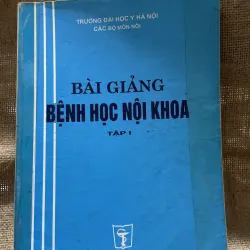 TRƯỜNG ĐẠI HỌC Y HÀ NỘI
CÁC BỘ MÔN NỘI
BÀI GIẢNG
BỆNH HỌC NỘI KHOA
TẬP I